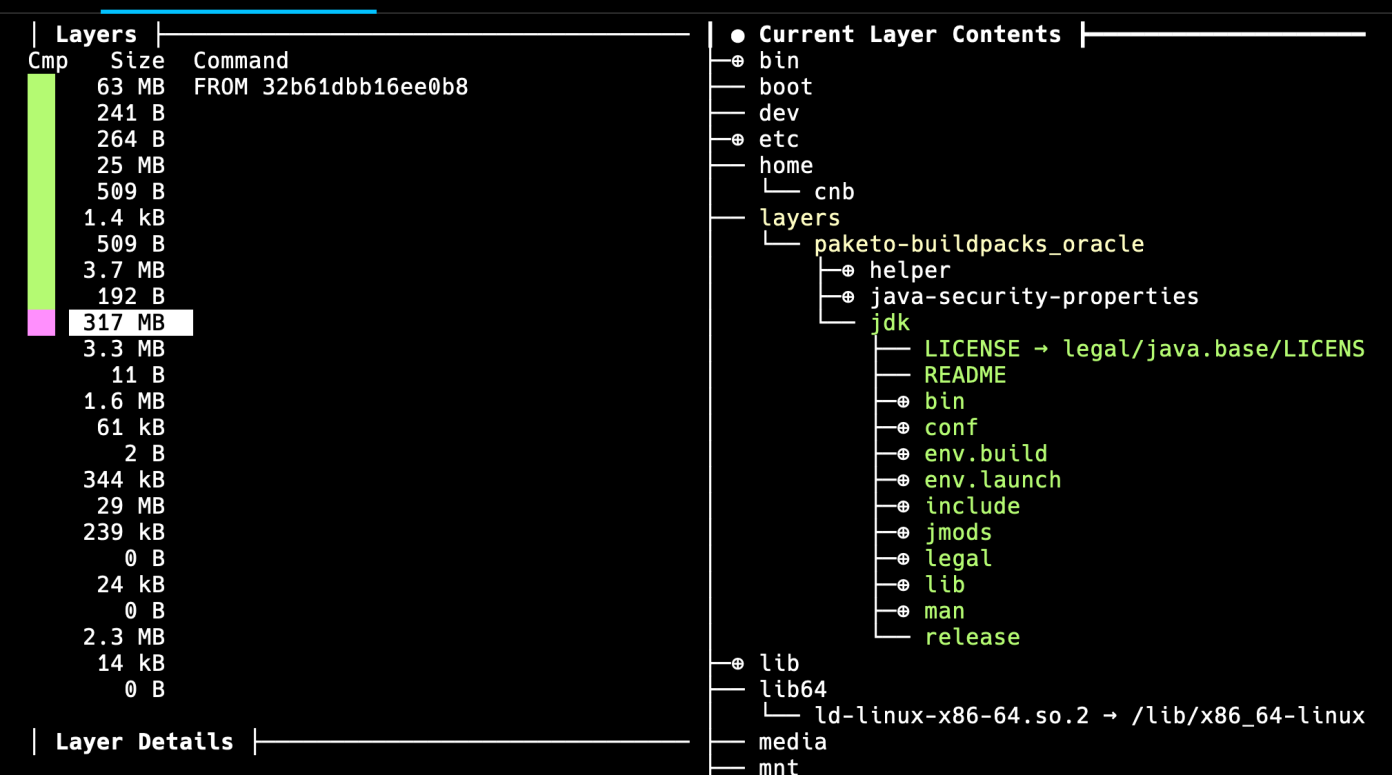 Layers
Cmp Size Command
63 MB FROM 32b61dbb16ee0b8
241 B
264 B
25 MB
509 B
1.4 kB
509 B
3.7 MB
192 B
317 MB
3.3 MB
11 B
1.6 MB
61 kB
2 B
344 kB
29 MB
239 kB
0 B
24 kB
0 B
2.3 MB
14 kB
0 B
Layer Details
● Current Layer Contents
⊕ bin
boot
dev
⊕ etc
home
cnb
layers
paketo-buildpacks_oracle
⊕ helper
⊕ java-security-properties
jdk
LICENSE → legal/java.base/LICENS
README
⊕ bin
⊕ conf
⊕ env.build
⊕ env.launch
⊕ include
⊕ jmods
⊕ legal
⊕ lib
⊕ man
release
⊕ lib
lib64
ld-linux-x86-64.so.2 → /lib/x86_64-linux
media
mnt